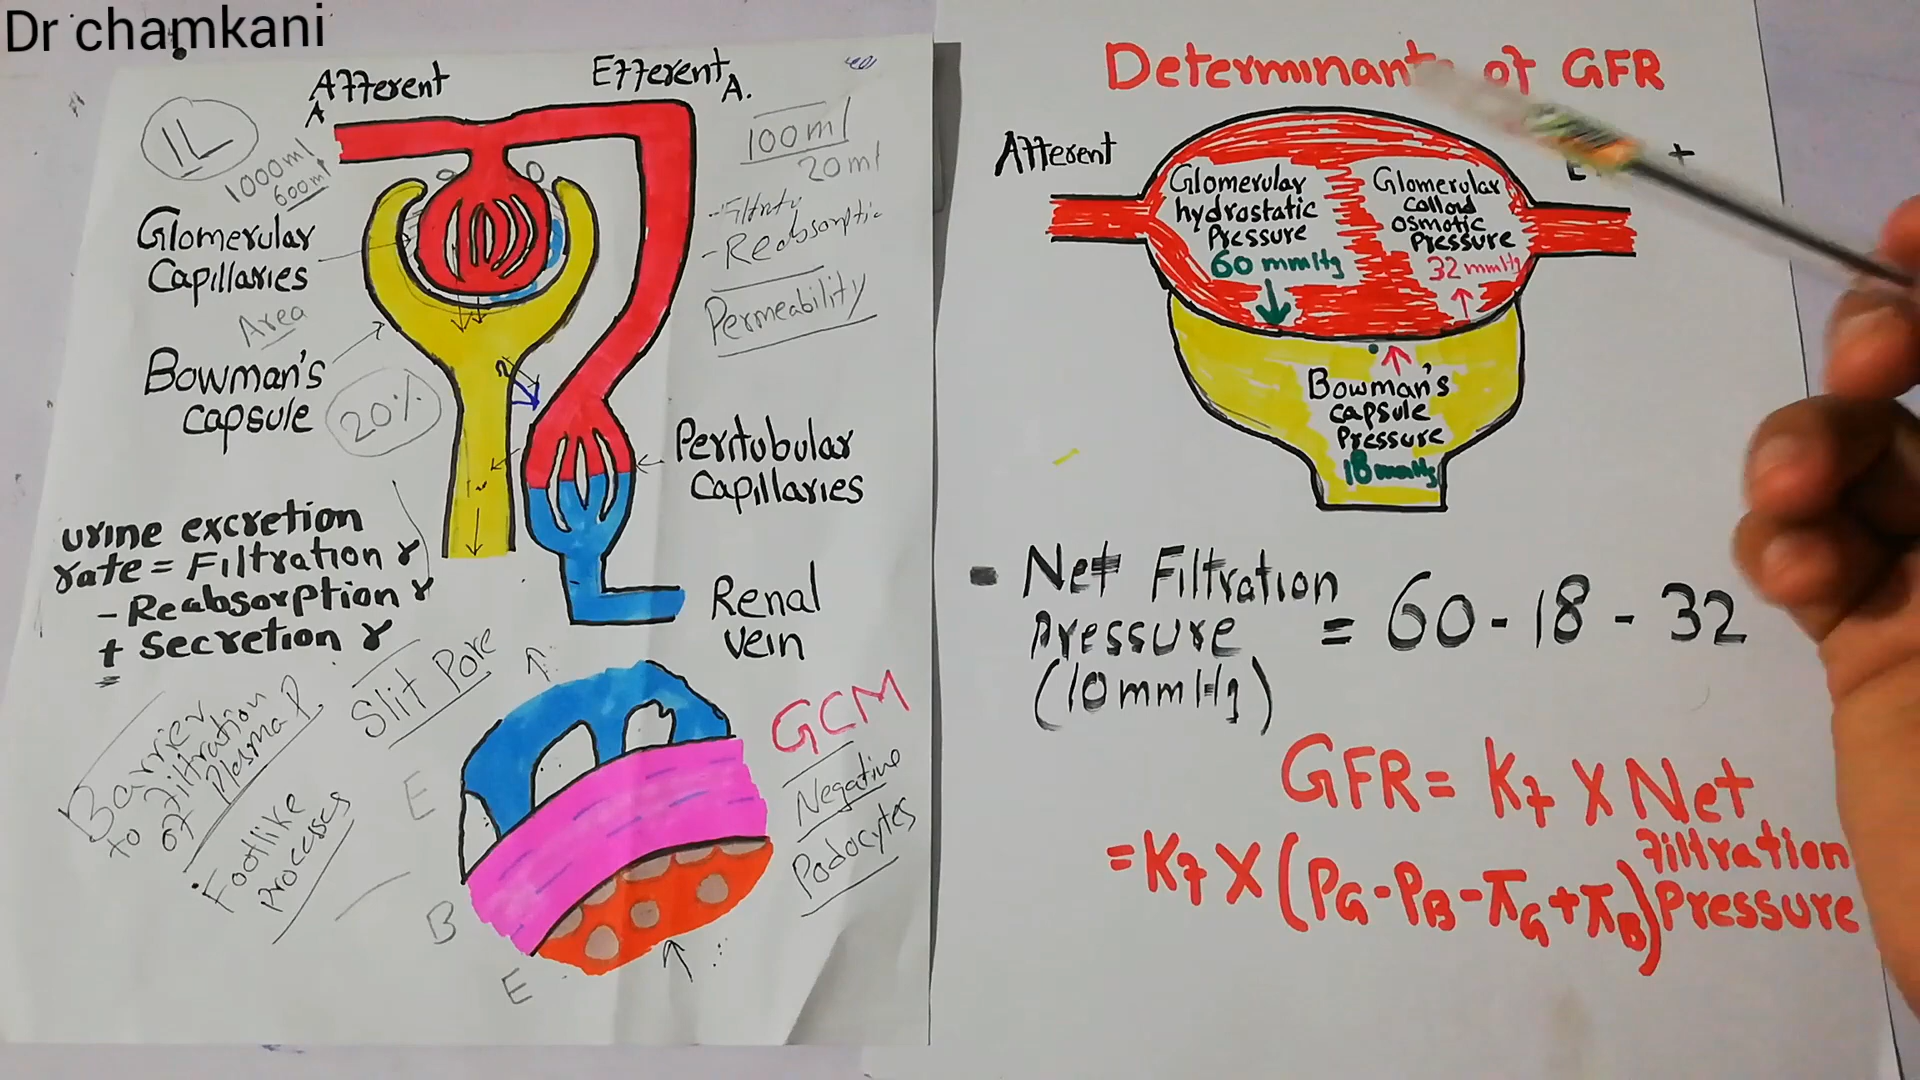 Dr chamkani
Afferent
A
Efferent
A.
1L
1000ml
600ml
100ml
20ml
- Reabsorptio
Permeability
Glomerular
Capillaries
Area
Bowman's
capsule
20%
Peritubular
Capillaries
urine excretion
rate = Filtration r
- Reabsorption r
+ Secretion r
=
Renal
vein
Slit Pore
Barrier
to Filtration
of Plasma P.
Footlike
processes
GCM
Negative
Podocytes
E
B
E
Determinants of GFR
Afferent
Glomerular
hydrostatic
Pressure
60 mmHg
Glomerular
colloid
osmotic
Pressure
32 mmHg
Bowman's
capsule
Pressure
18 mmHg
- Net Filtration
Pressure = 60 - 18 - 32
(10 mmHg)
GFR = Kf X Net
Filtration
Pressure
= Kf X (PG - PB - πG + πB)